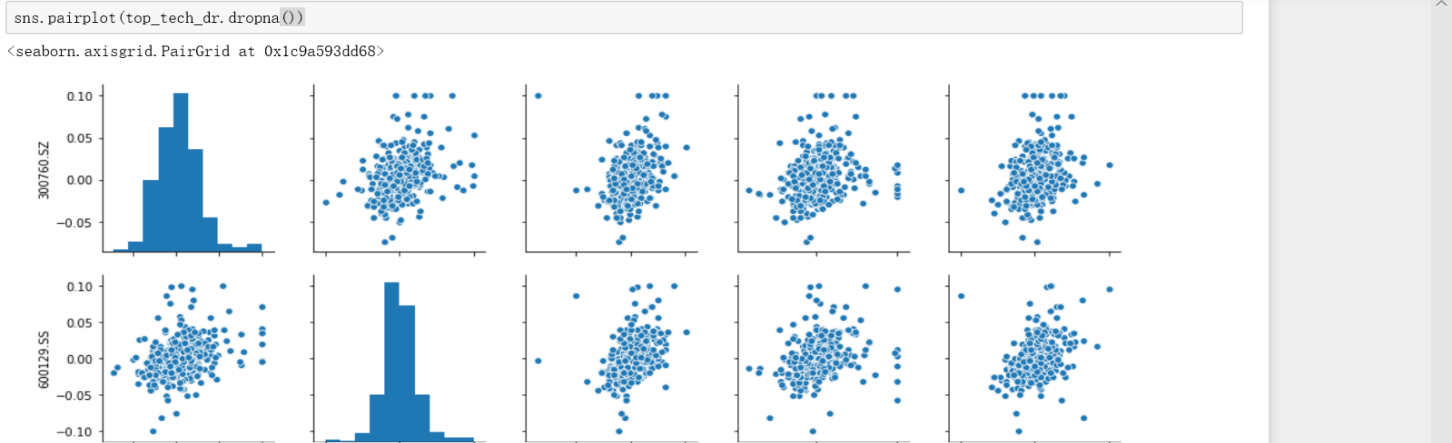 sns.pairplot(top_tech_dr.dropna())
<seaborn.axisgrid.PairGrid at 0x1c9a593dd68>
0.10
0.05
0.00
−0.05
300760.SZ
0.10
0.05
0.00
−0.05
−0.10
600129.SS